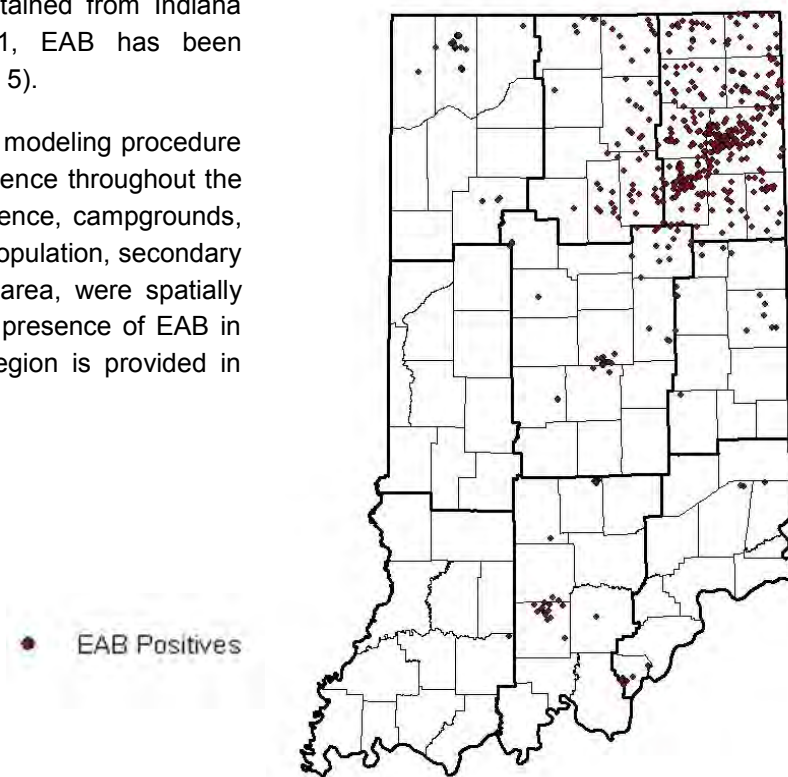 tained from Indiana
1, EAB has been
5).
modeling procedure
ence throughout the
ence, campgrounds,
opulation, secondary
area, were spatially
presence of EAB in
egion is provided in
EAB Positives